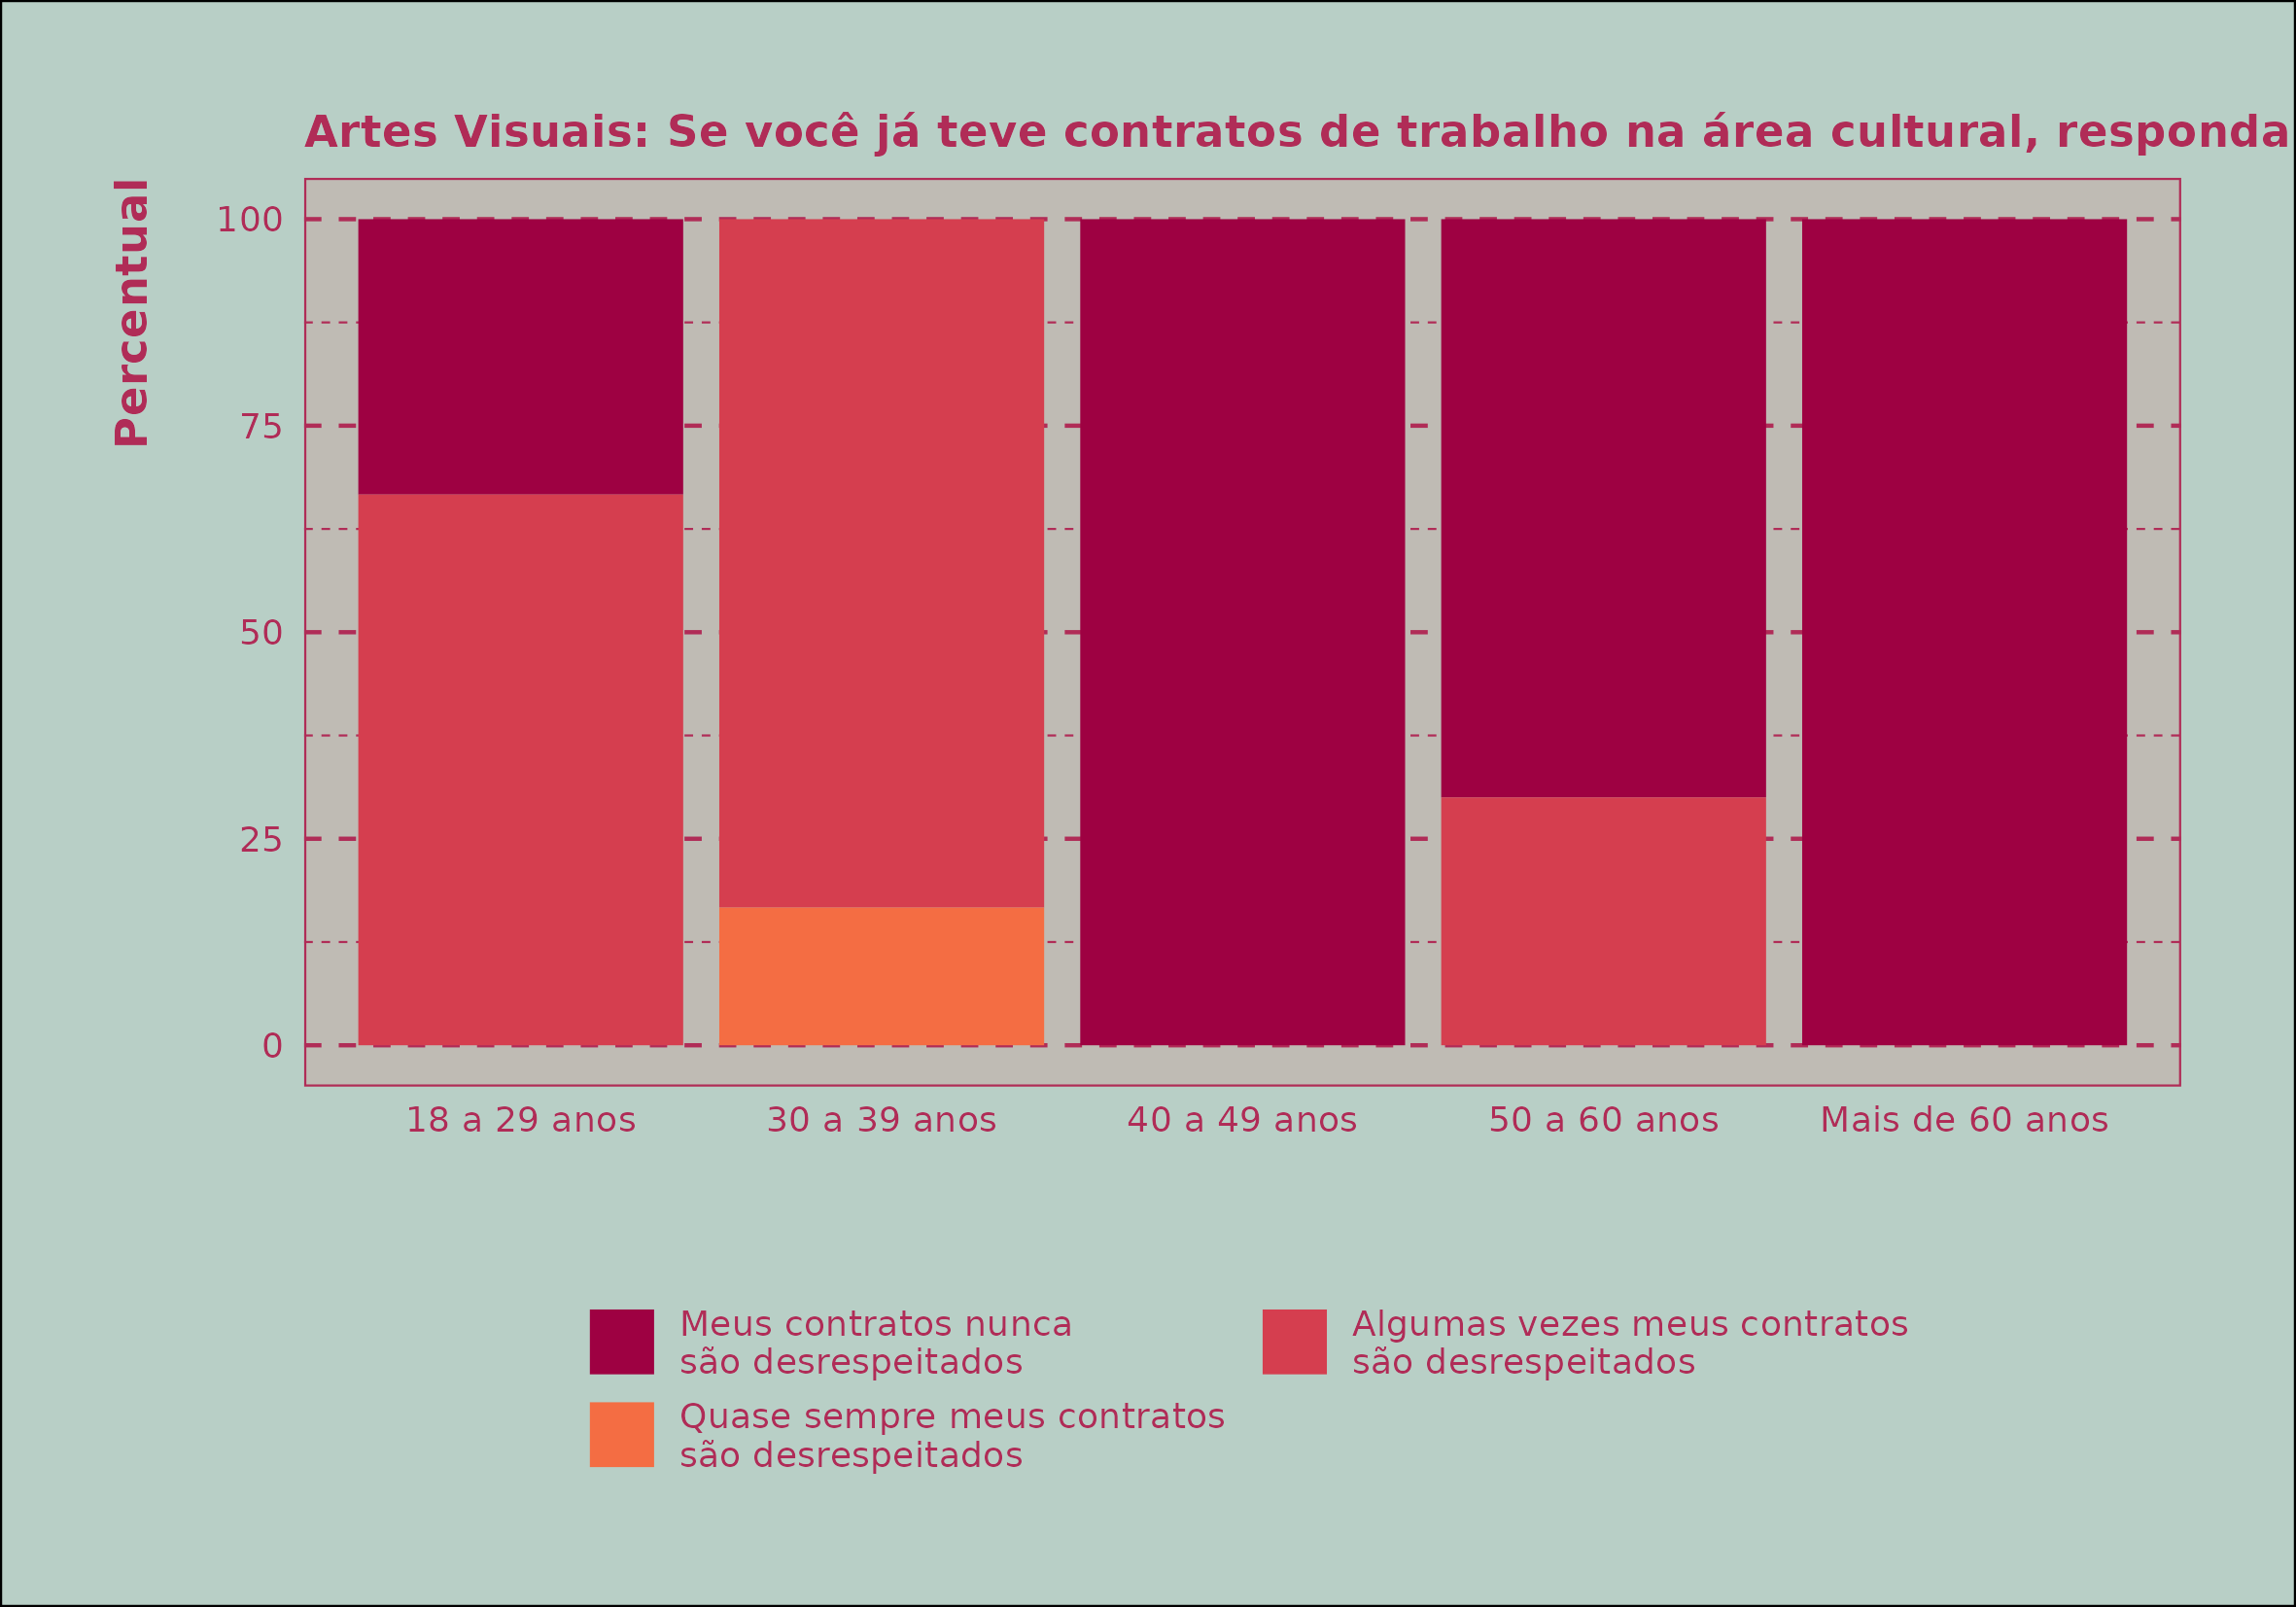 Artes Visuais: Se você já teve contratos de trabalho na área cultural, responda
Percentual
100
75
50
25
0
18 a 29 anos
30 a 39 anos
40 a 49 anos
50 a 60 anos
Mais de 60 anos
Meus contratos nunca
são desrespeitados
Algumas vezes meus contratos
são desrespeitados
Quase sempre meus contratos
são desrespeitados